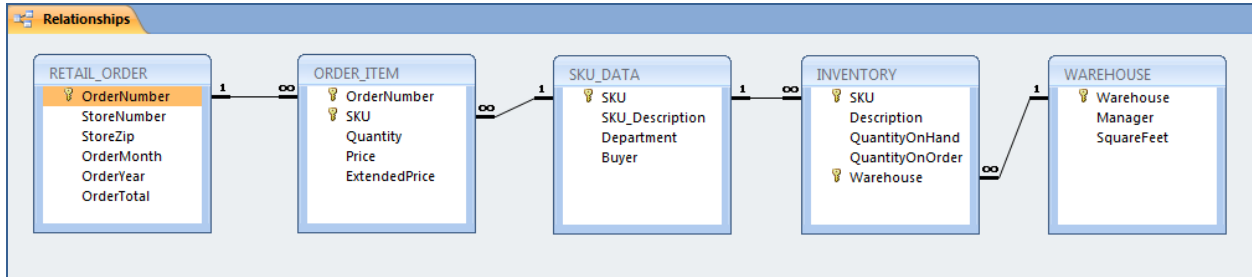 Relationships
RETAIL_ORDER
OrderNumber
StoreNumber
StoreZip
OrderMonth
OrderYear
OrderTotal
1
∞
ORDER_ITEM
OrderNumber
SKU
Quantity
Price
ExtendedPrice
∞
1
SKU_DATA
SKU
SKU_Description
Department
Buyer
1
∞
INVENTORY
SKU
Description
QuantityOnHand
QuantityOnOrder
Warehouse
∞
1
WAREHOUSE
Warehouse
Manager
SquareFeet